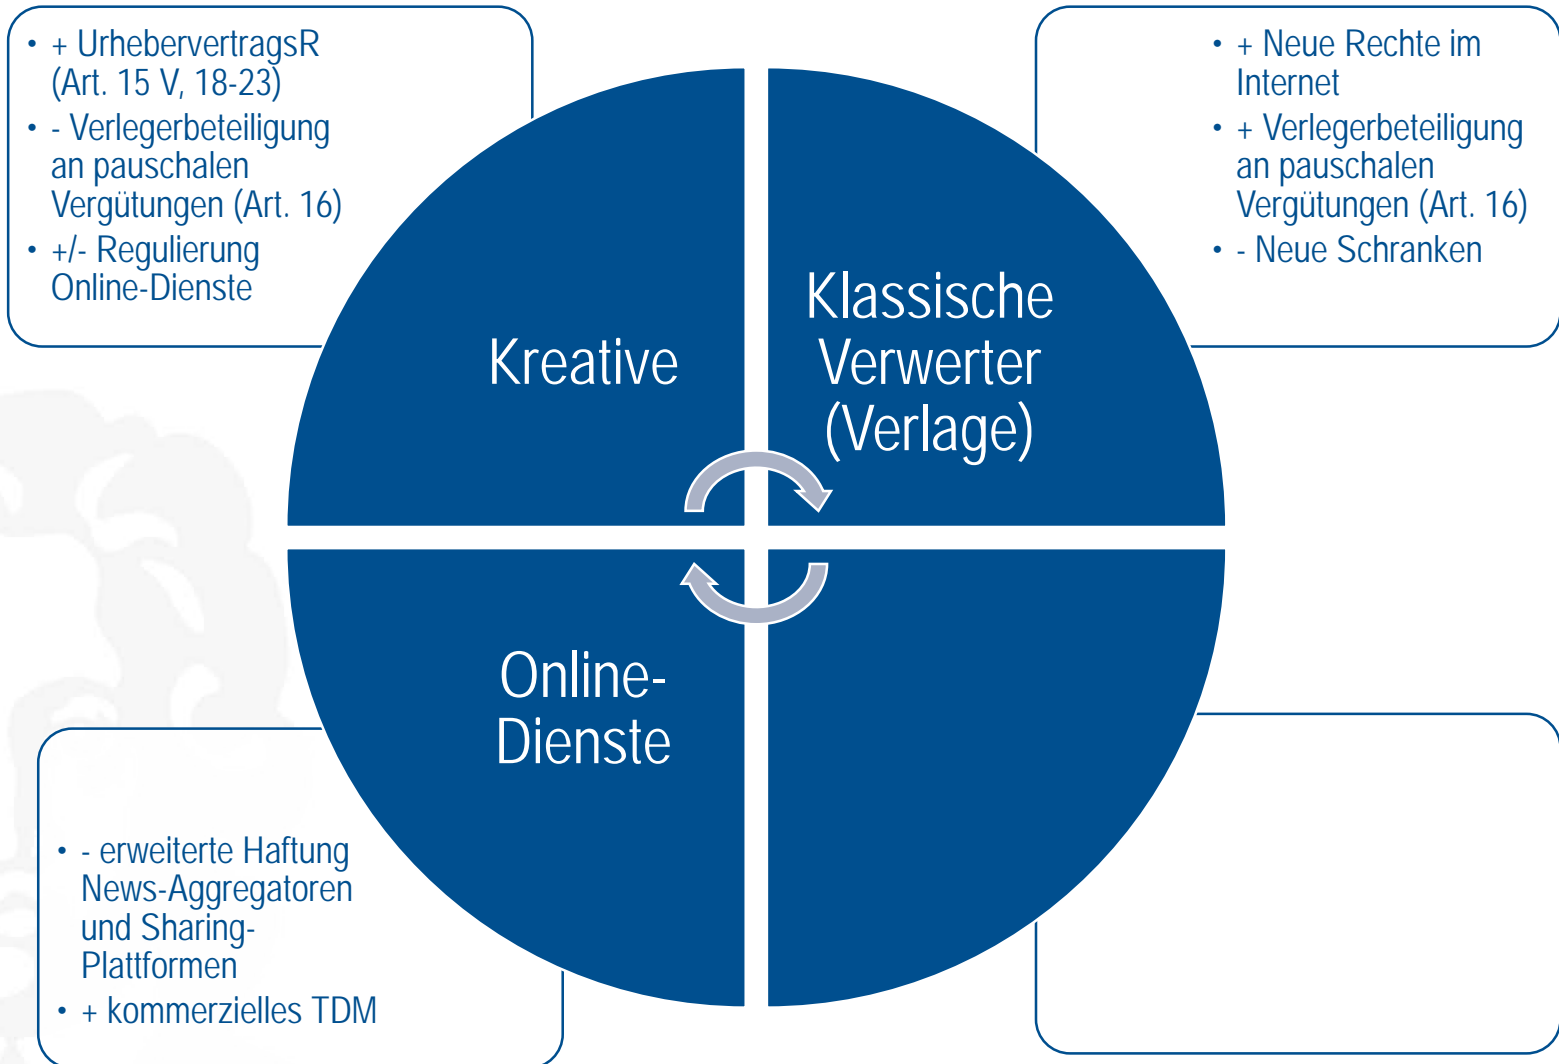 • + UrhebervertragsR
(Art. 15 V, 18-23)
• - Verlegerbeteiligung
an pauschalen
Vergütungen (Art. 16)
• +/- Regulierung
Online-Dienste
• + Neue Rechte im
Internet
• + Verlegerbeteiligung
an pauschalen
Vergütungen (Art. 16)
• - Neue Schranken
Kreative
Klassische
Verwerter
(Verlage)
Online-
Dienste
• - erweiterte Haftung
News-Aggregatoren
und Sharing-
Plattformen
• + kommerzielles TDM